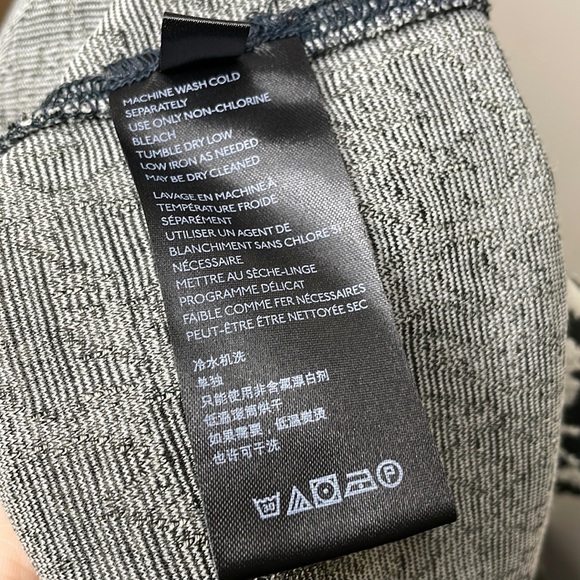 MACHINE WASH COLD
SEPARATELY
USE ONLY NON-CHLORINE
BLEACH
TUMBLE DRY LOW
LOW IRON AS NEEDED
MAY BE DRY CLEANED
LAVAGE EN MACHINE À
TEMPÉRATURE FROIDE
SÉPARÉMENT
UTILISER UN AGENT DE
BLANCHIMENT SANS CHLORE SI
NÉCESSAIRE
METTRE AU SÈCHE-LINGE
PROGRAMME DÉLICAT
FAIBLE COMME FER NÉCESSAIRES
PEUT-ÊTRE ÊTRE NETTOYÉE SEC
冷水机洗
单独
只能使用非含氯漂白剂
低温滚筒烘干
如果需要, 低温熨烫
也许可干洗
30 P